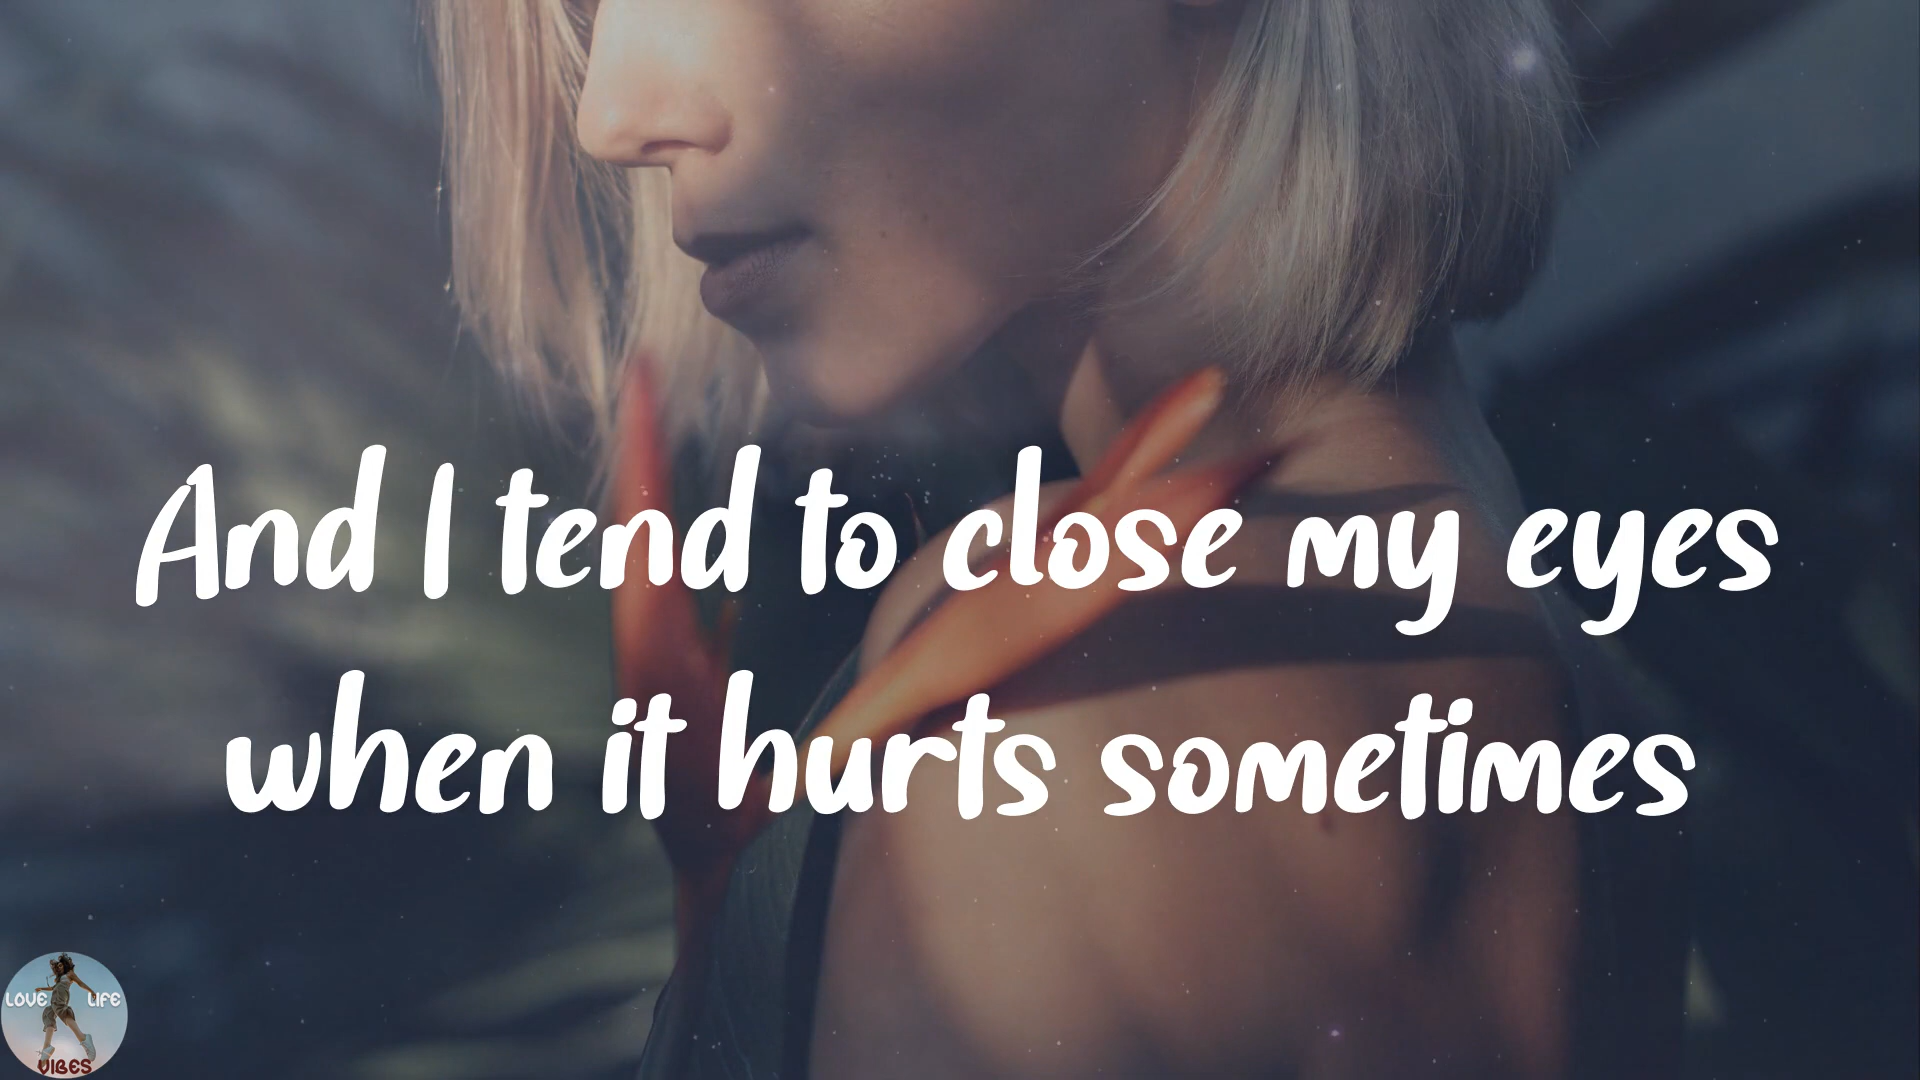 And I tend to close my eyes
when it hurts sometimes
LOVE LIFE
VIBES